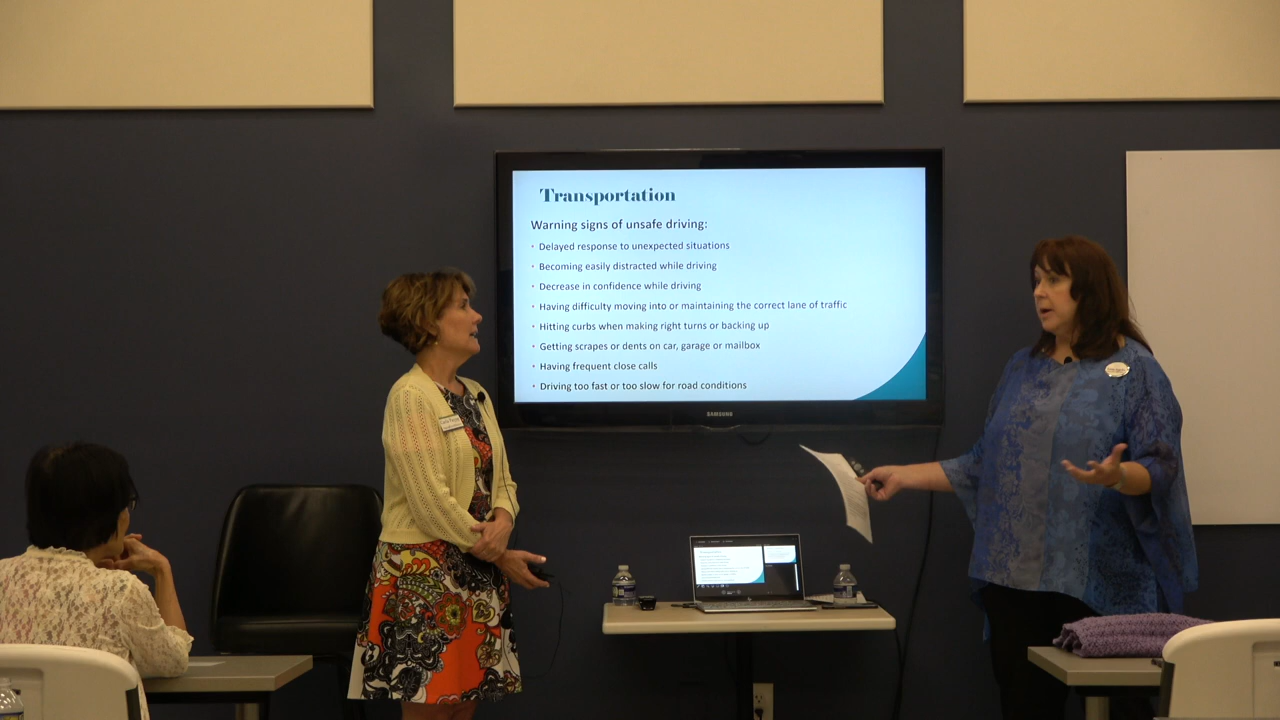 Transportation
Warning signs of unsafe driving:
• Delayed response to unexpected situations
• Becoming easily distracted while driving
• Decrease in confidence while driving
• Having difficulty moving into or maintaining the correct lane of traffic
• Hitting curbs when making right turns or backing up
• Getting scrapes or dents on car, garage or mailbox
• Having frequent close calls
• Driving too fast or too slow for road conditions
SAMSUNG